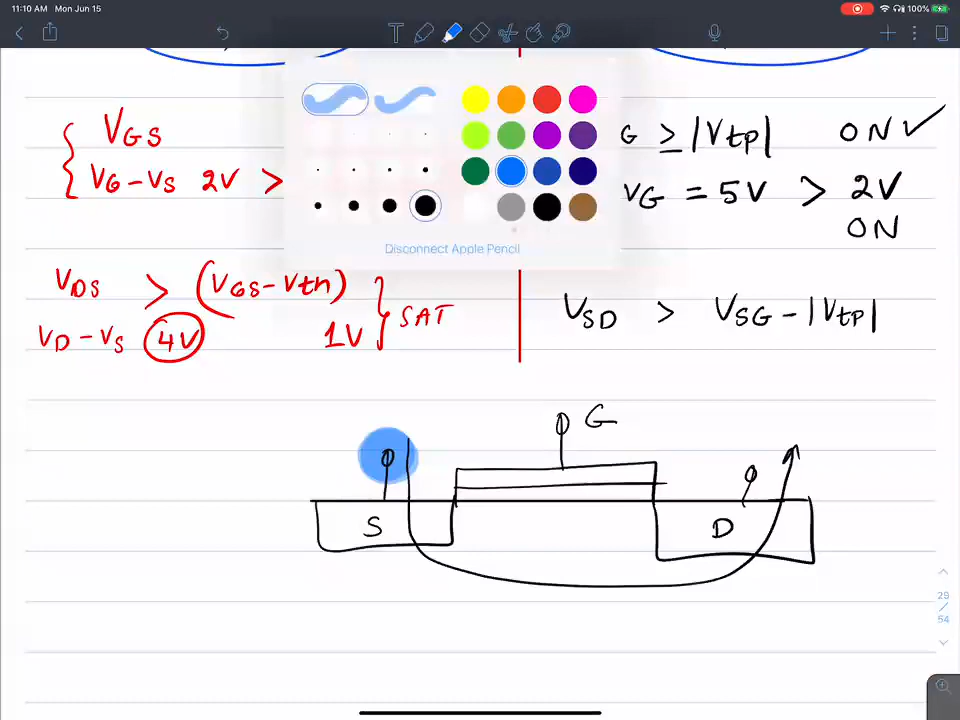 11:10 AM Mon Jun 15
100%
T
VGS
G ≥ |Vtp| ON ✓
VG - VS 2V >
VG = 5V > 2V
ON
Disconnect Apple Pencil
VDS > (VGS - Vth)
SAT
VSD > VSG - |Vtp|
VD - VS 4V 1V
G
S
D
29
/
54